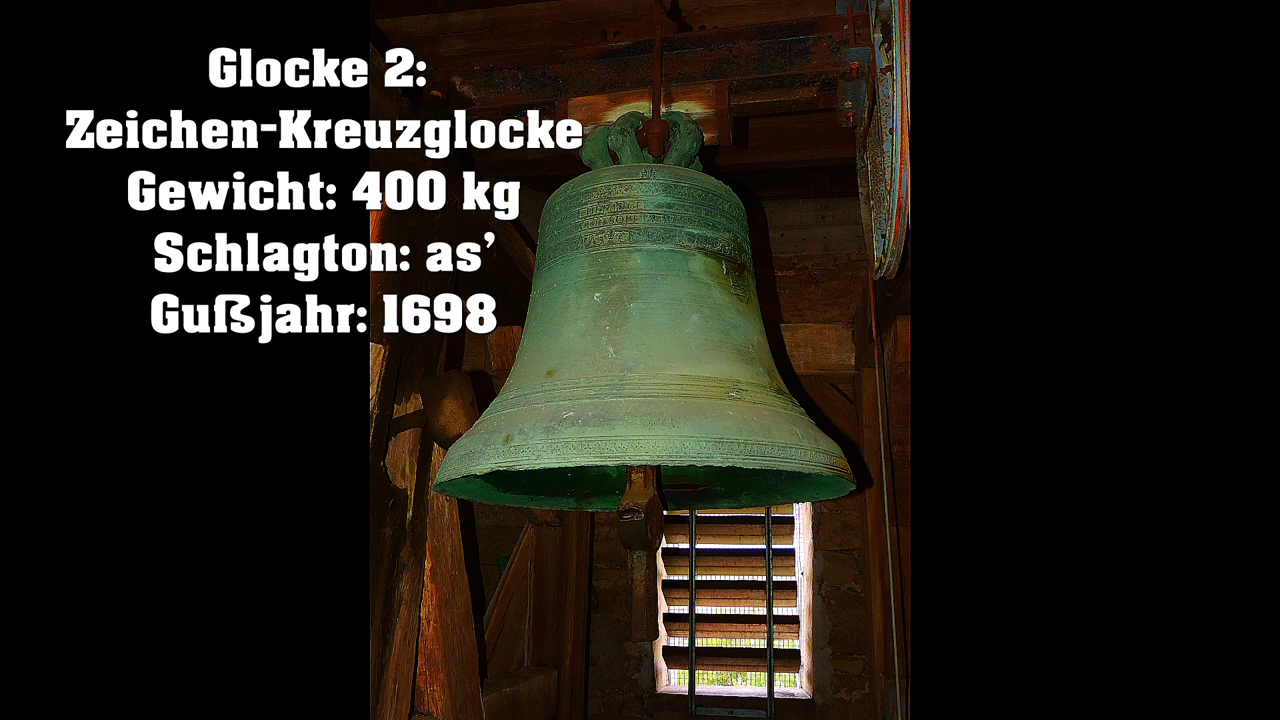 Glocke 2:
Zeichen-Kreuzglocke
Gewicht: 400 kg
Schlagton: as’
Gußjahr: 1698